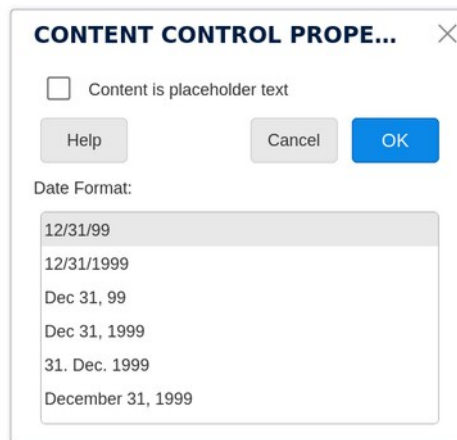 CONTENT CONTROL PROPE...
Content is placeholder text
Help Cancel OK
Date Format:
12/31/99
12/31/1999
Dec 31, 99
Dec 31, 1999
31. Dec. 1999
December 31, 1999